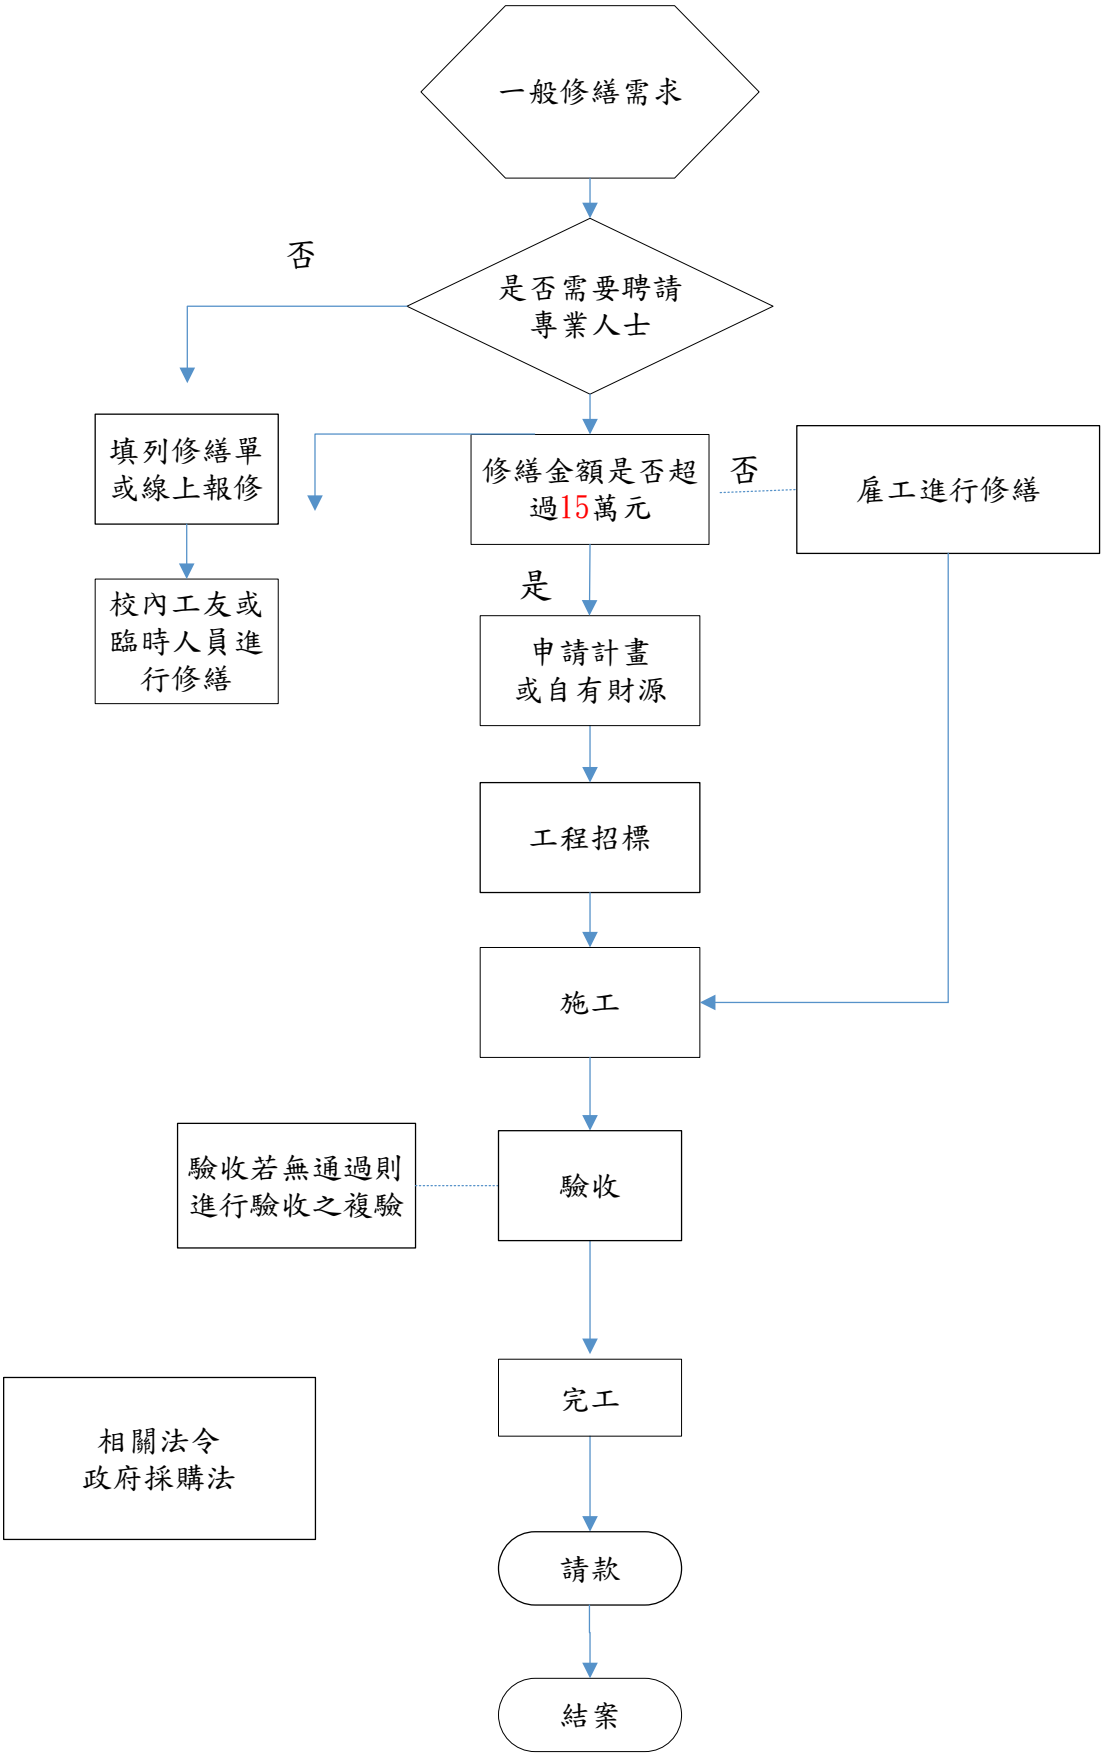 一般修繕需求
否
是否需要聘請
專業人士
填列修繕單
或線上報修
修繕金額是否超
過15萬元
否
雇工進行修繕
是
校內工友或
臨時人員進
行修繕
申請計畫
或自有財源
工程招標
施工
驗收若無通過則
進行驗收之複驗
驗收
完工
相關法令
政府採購法
請款
結案